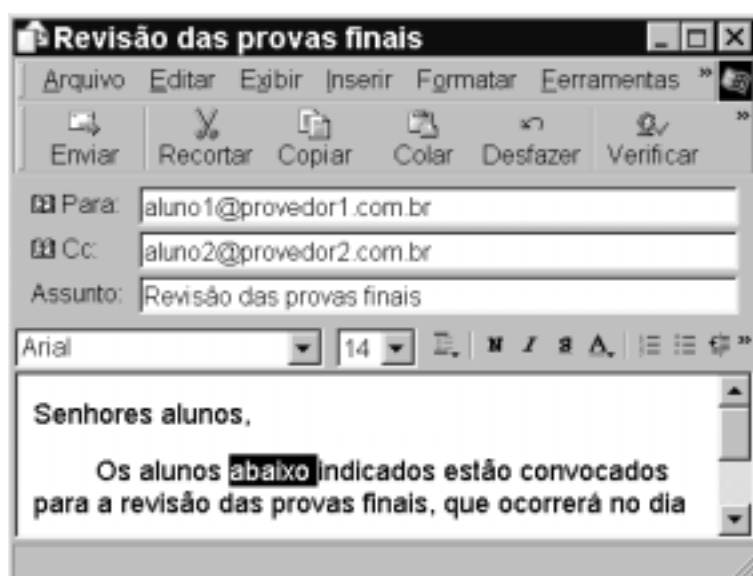 Revisão das provas finais
Arquivo Editar Exibir Inserir Formatar Ferramentas »
Enviar Recortar Copiar Colar Desfazer Verificar »
Para: aluno1@provedor1.com.br
Cc: aluno2@provedor2.com.br
Assunto: Revisão das provas finais
Arial 14 N I S A »
Senhores alunos,
Os alunos abaixo indicados estão convocados
para a revisão das provas finais, que ocorrerá no dia